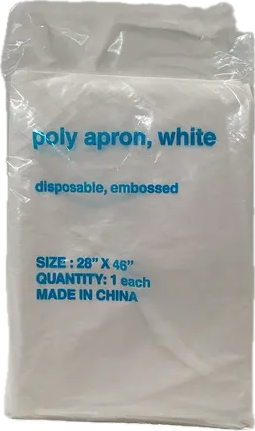 poly apron, white
disposable, embossed
SIZE : 28" X 46"
QUANTITY: 1 each
MADE IN CHINA